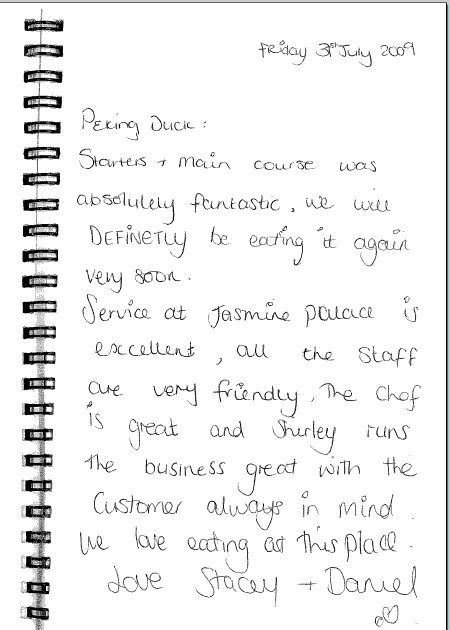 Friday 31st July 2009
Peking Duck :
Starters + main course was
absolutely fantastic, we will
DEFiNETLY be eating it again
very soon.
Service at Jasmine palace is
exccellent, all the staff
are very friendly, The Chef
is great and Shirley runs
the business great with the
Customer always in mind.
We love eating at this place.
Love Stacey + Daniel